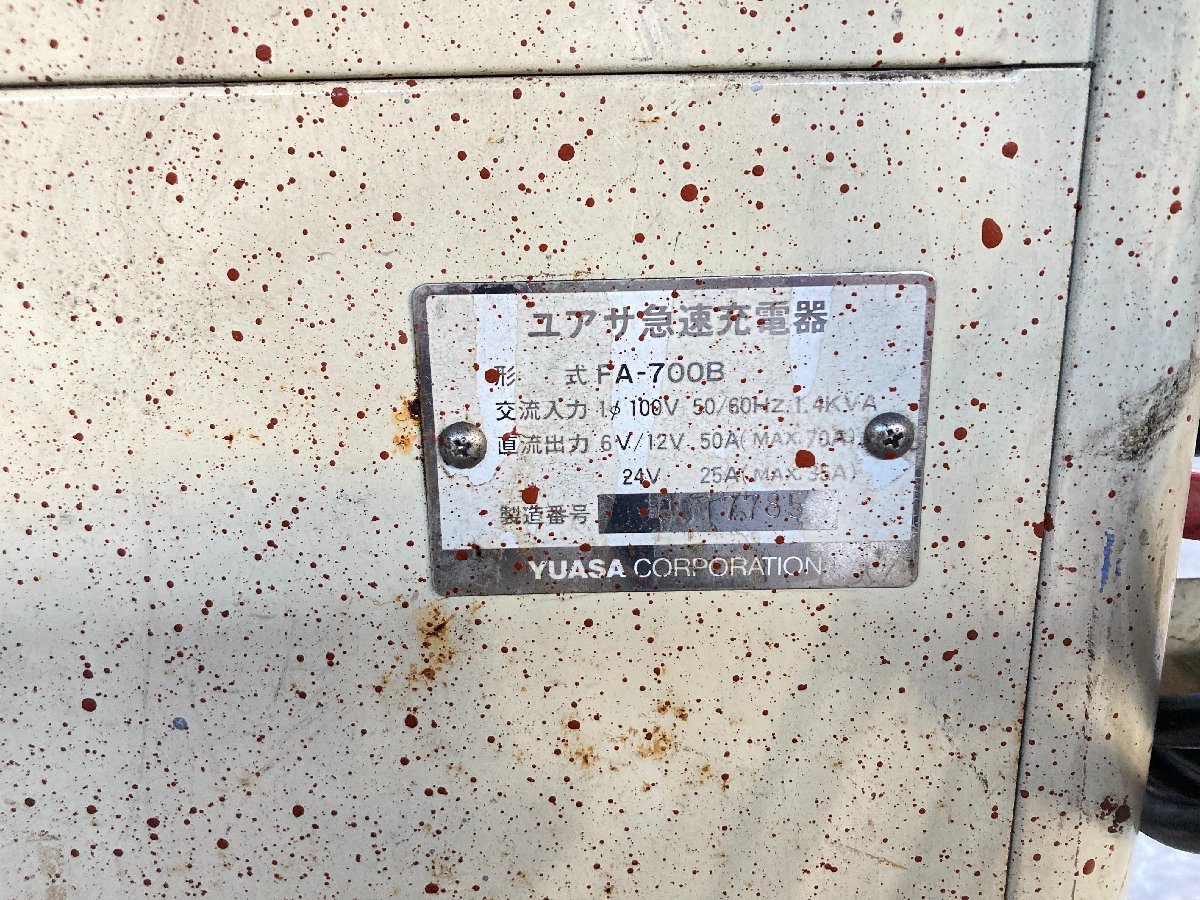 ユアサ急速充電器
形 式 FA-700B
交流入力 1φ 100V 50/60HZ 1.4KVA
直流出力 6V/12V 50A(MAX.70A)
24V 25A(MAX.35A)
製造番号
YUASA CORPORATION